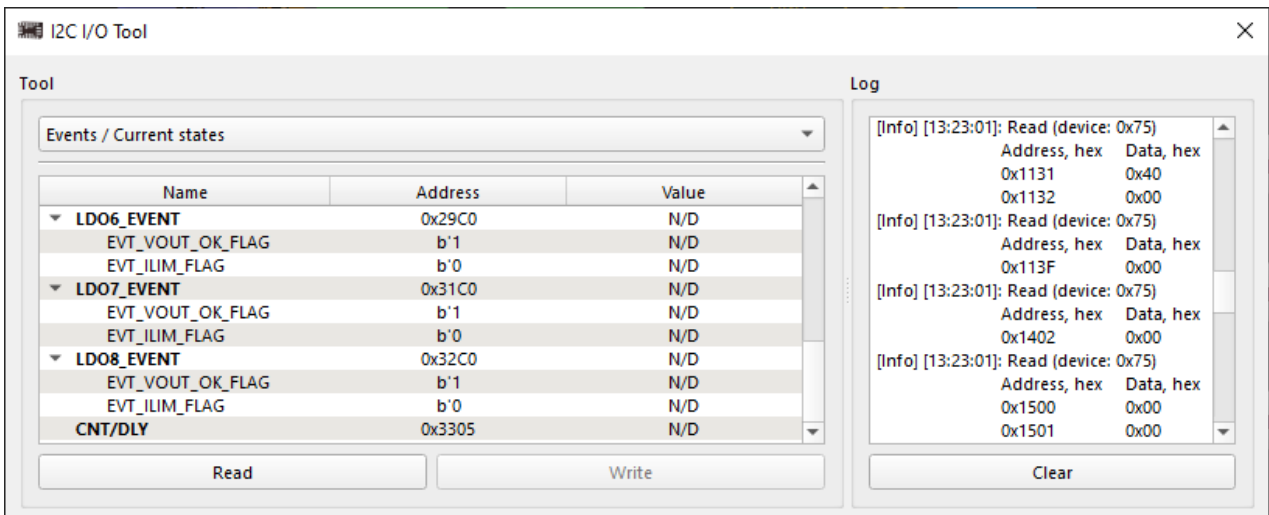 I2C I/O Tool
Tool
Events / Current states
Name Address Value
LDO6_EVENT 0x29C0 N/D
EVT_VOUT_OK_FLAG b'1 N/D
EVT_ILIM_FLAG b'0 N/D
LDO7_EVENT 0x31C0 N/D
EVT_VOUT_OK_FLAG b'1 N/D
EVT_ILIM_FLAG b'0 N/D
LDO8_EVENT 0x32C0 N/D
EVT_VOUT_OK_FLAG b'1 N/D
EVT_ILIM_FLAG b'0 N/D
CNT/DLY 0x3305 N/D
Read Write
Log
[Info] [13:23:01]: Read (device: 0x75)
Address, hex Data, hex
0x1131 0x40
0x1132 0x00
[Info] [13:23:01]: Read (device: 0x75)
Address, hex Data, hex
0x113F 0x00
[Info] [13:23:01]: Read (device: 0x75)
Address, hex Data, hex
0x1402 0x00
[Info] [13:23:01]: Read (device: 0x75)
Address, hex Data, hex
0x1500 0x00
0x1501 0x00
Clear